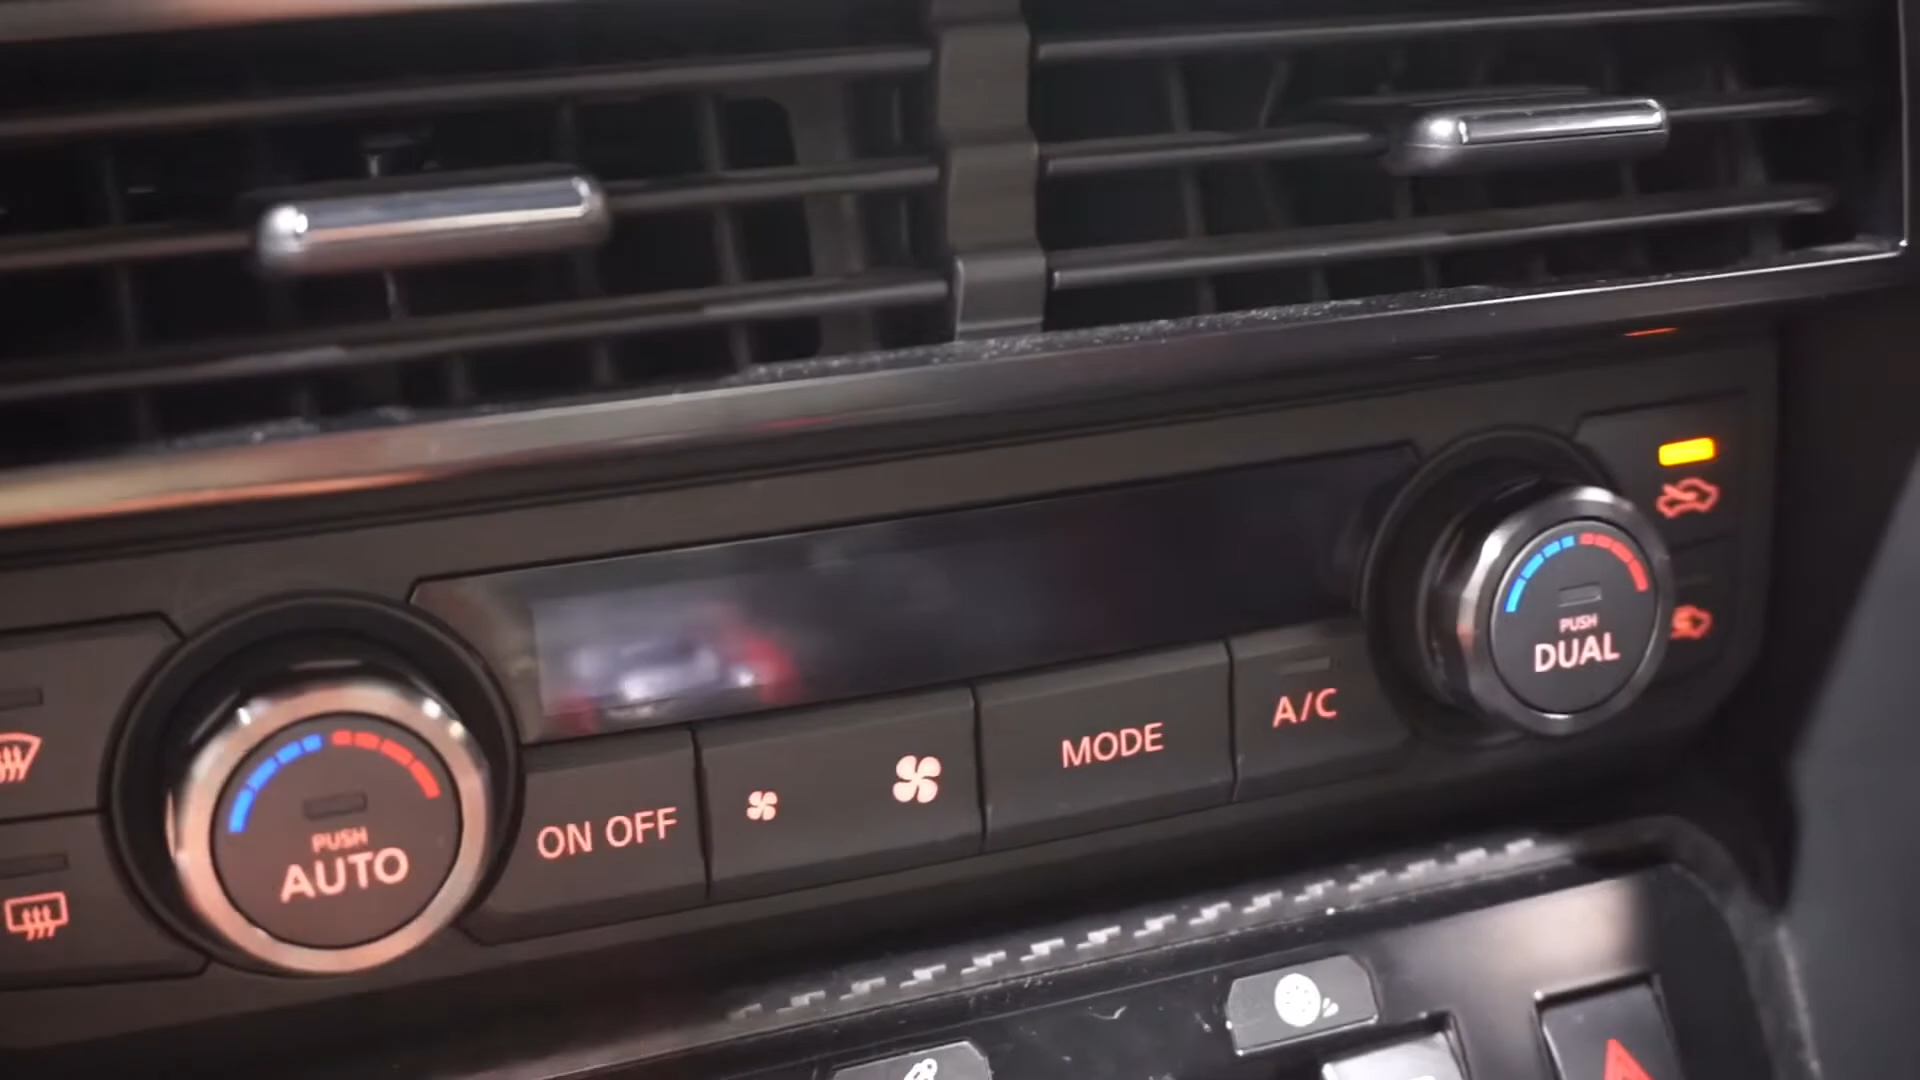 PUSH
AUTO
ON OFF
MODE
A/C
PUSH
DUAL